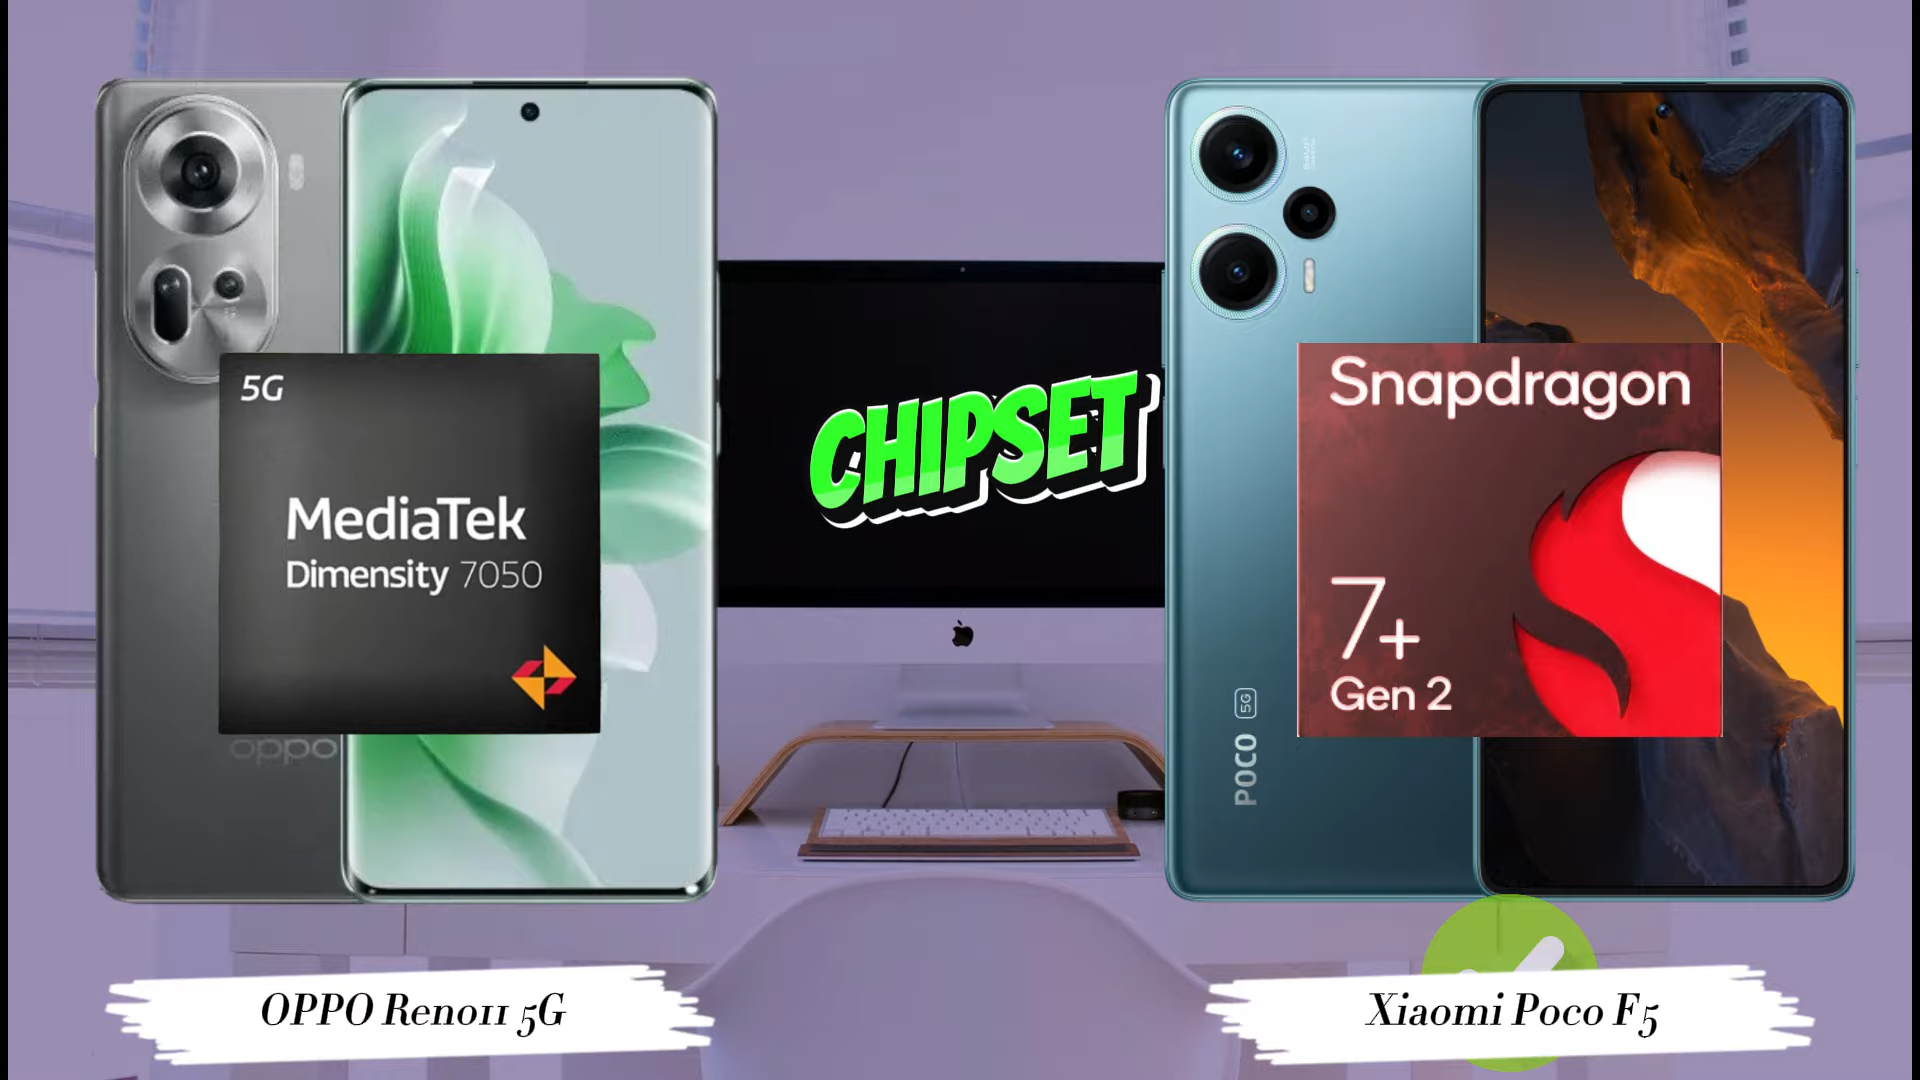 5G
MediaTek
Dimensity 7050
oppo
CHIPSET
Snapdragon
7+
Gen 2
POCO 5G
OPPO Reno11 5G
Xiaomi Poco F5